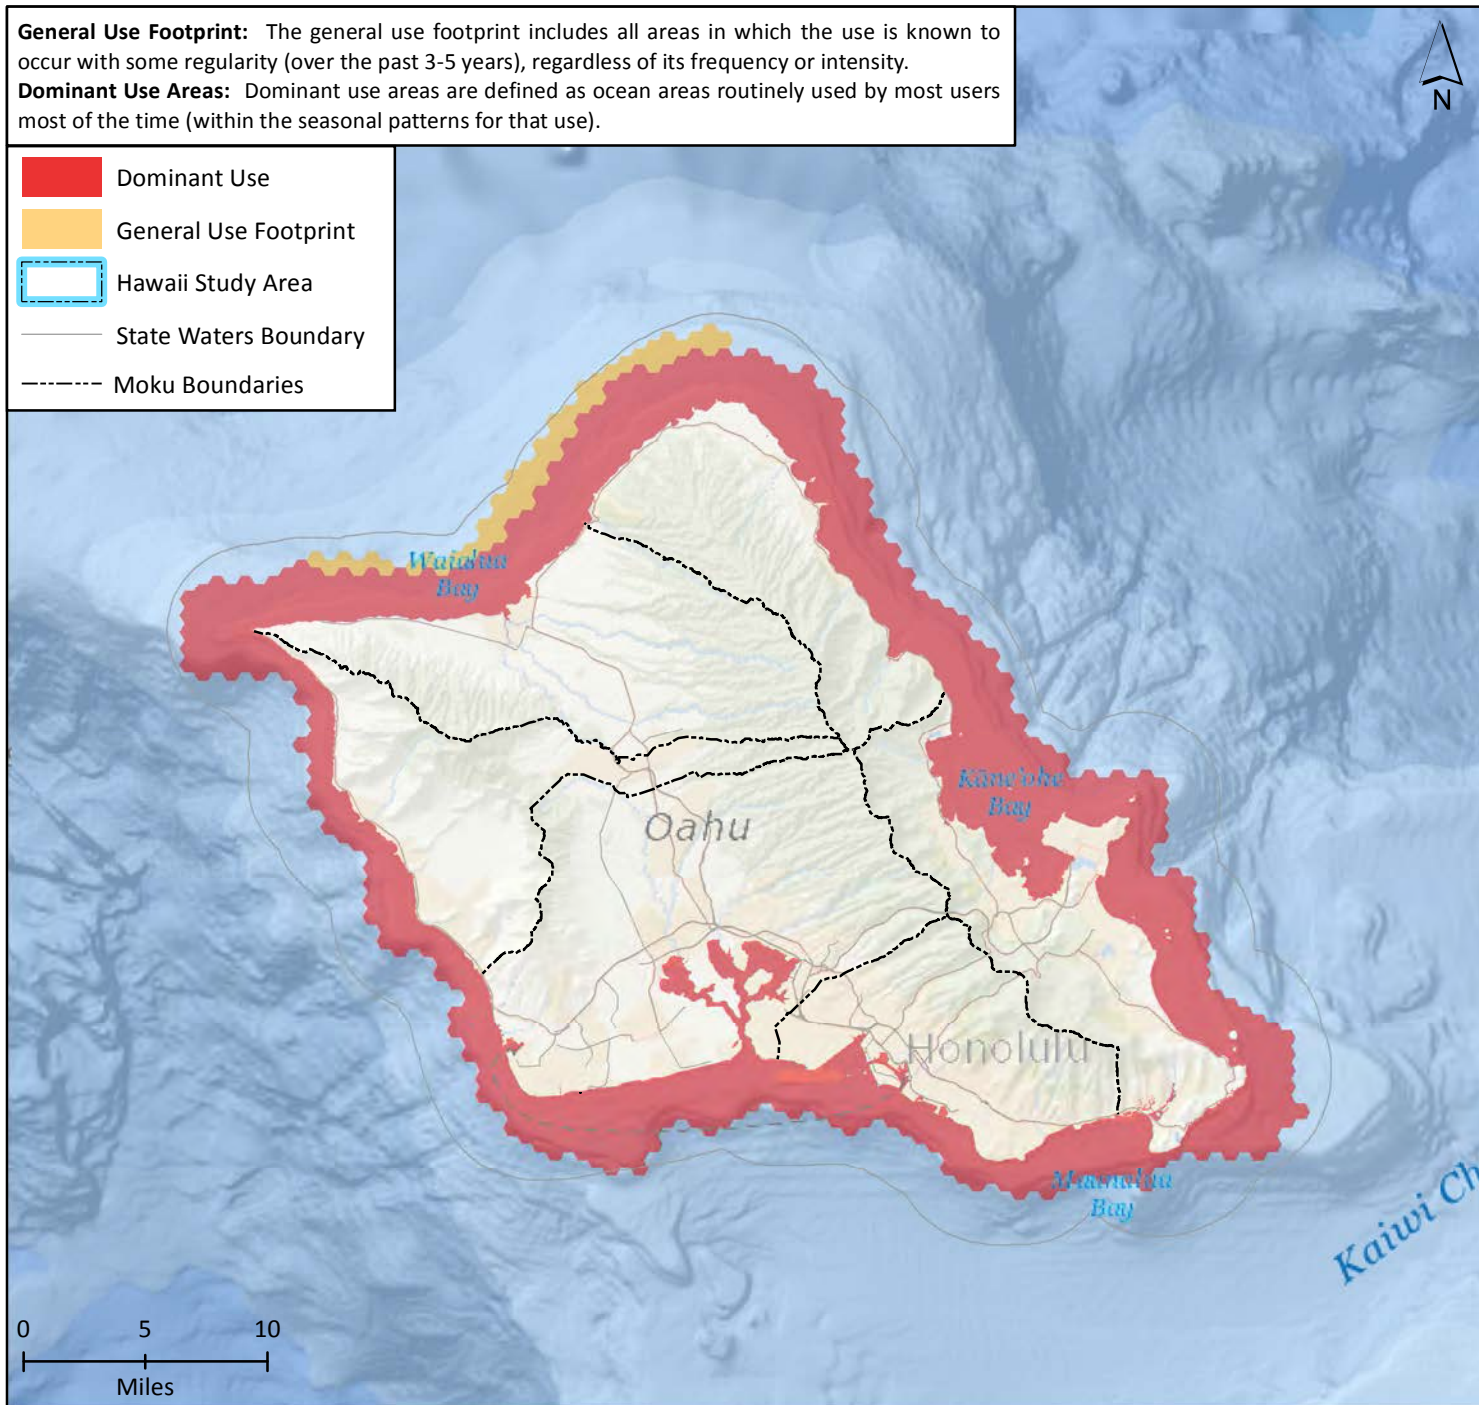 General Use Footprint: The general use footprint includes all areas in which the use is known to
occur with some regularity (over the past 3-5 years), regardless of its frequency or intensity.
Dominant Use Areas: Dominant use areas are defined as ocean areas routinely used by most users
most of the time (within the seasonal patterns for that use).
N
Dominant Use
General Use Footprint
Hawaii Study Area
State Waters Boundary
Moku Boundaries
Waialua
Bay
Kāne'ohe
Bay
Oahu
Honolulu
Maunalua
Bay
Kaiwi Ch
0 5 10
Miles